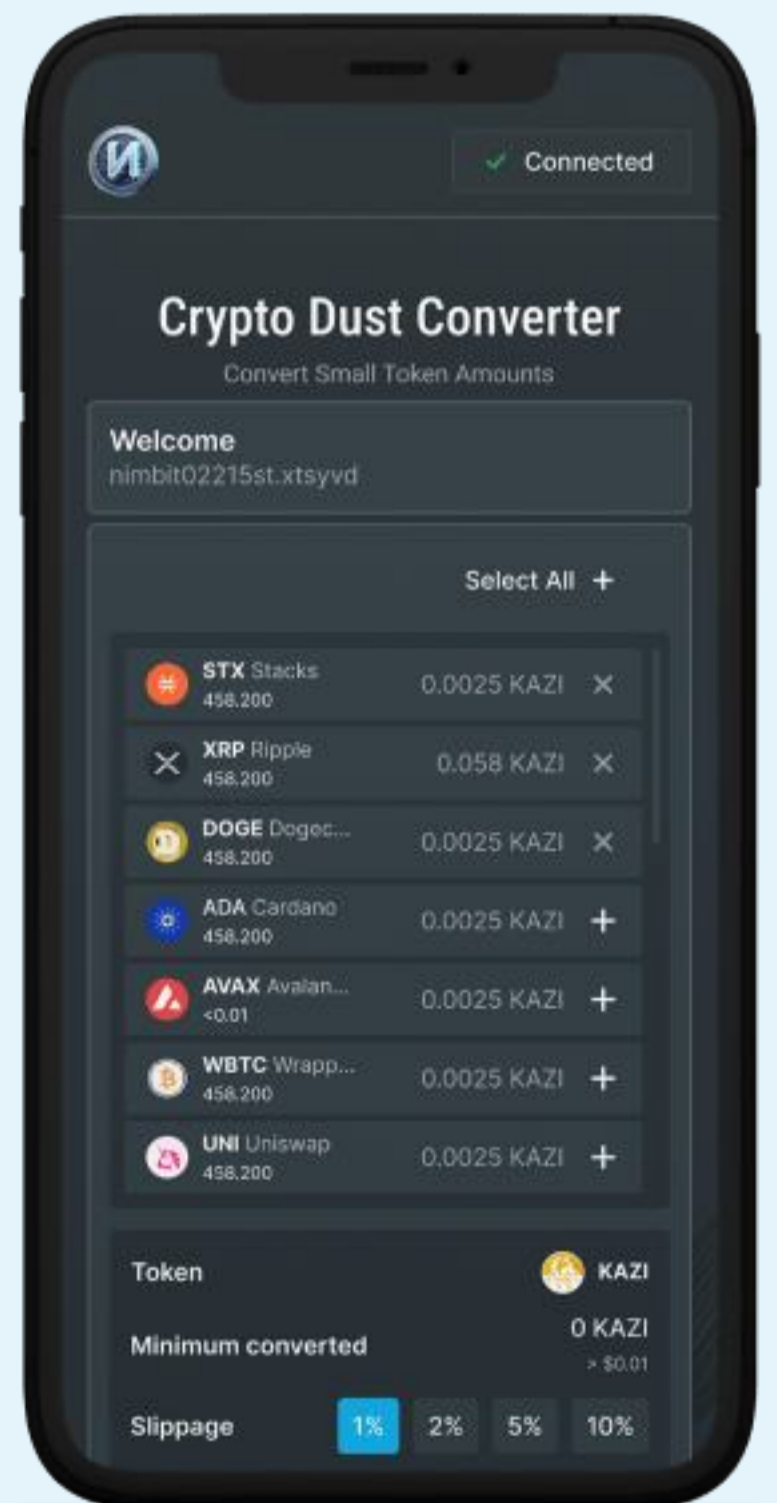 Connected
Crypto Dust Converter
Convert Small Token Amounts
Welcome
nimbit02215st.xtsyvd
Select All +
STX Stacks
458.200
0.0025 KAZI ×
XRP Ripple
458.200
0.058 KAZI ×
DOGE Dogec...
458.200
0.0025 KAZI ×
ADA Cardano
458.200
0.0025 KAZI +
AVAX Avalan...
<0.01
0.0025 KAZI +
WBTC Wrapp...
458.200
0.0025 KAZI +
UNI Uniswap
458.200
0.0025 KAZI +
Token
KAZI
Minimum converted
0 KAZI
> $0.01
Slippage
1%
2%
5%
10%